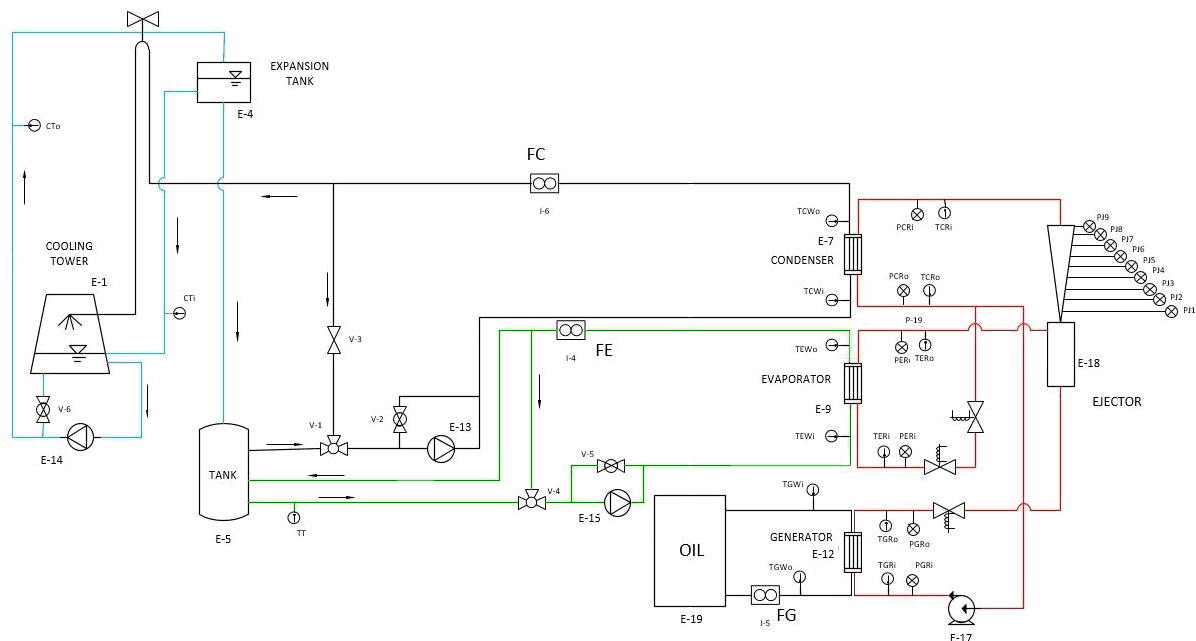 EXPANSION
TANK
E-4
CTo
FC
I-6
COOLING
TOWER
E-1
CTi
V-6
E-14
V-3
V-1
V-2
E-13
TANK
E-5
TT
I-4
FE
V-5
V-4
E-15
TCWo
E-7
CONDENSER
TCWi
PCRi
TCRi
PCRo
TCRo
P-19
PJ9
PJ8
PJ7
PJ6
PJ5
PJ4
PJ3
PJ2
PJ1
TEWo
EVAPORATOR
E-9
TEWi
PERi
TERo
TERi
PERi
E-18
EJECTOR
OIL
E-19
TGWi
GENERATOR
E-12
TGWo
I-5
FG
TGRo
PGRo
TGRi
PGRi
E-17